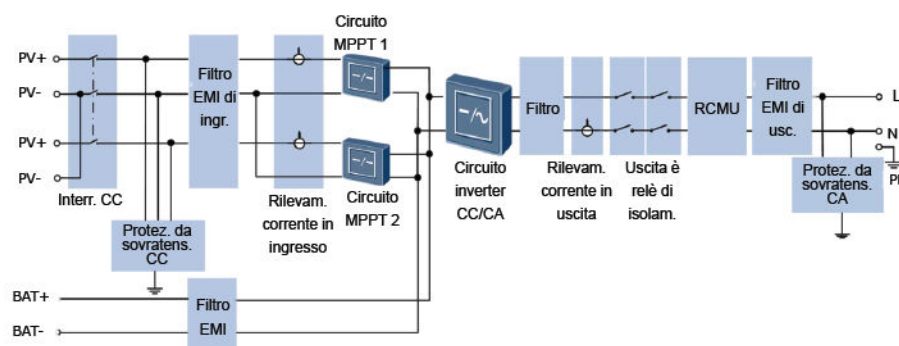 Circuito
MPPT 1
PV+
PV-
PV+
PV-
Interr. CC
Filtro
EMI di
ingr.
Protez. da
sovratens.
CC
Rilevam.
corrente in
ingresso
Circuito
MPPT 2
Circuito
inverter
CC/CA
Filtro
Rilevam.
corrente in
uscita
Uscita è
relè di
isolam.
RCMU
Filtro
EMI di
usc.
L
N
Protez. da
sovratens.
CA
BAT+
BAT-
Filtro
EMI